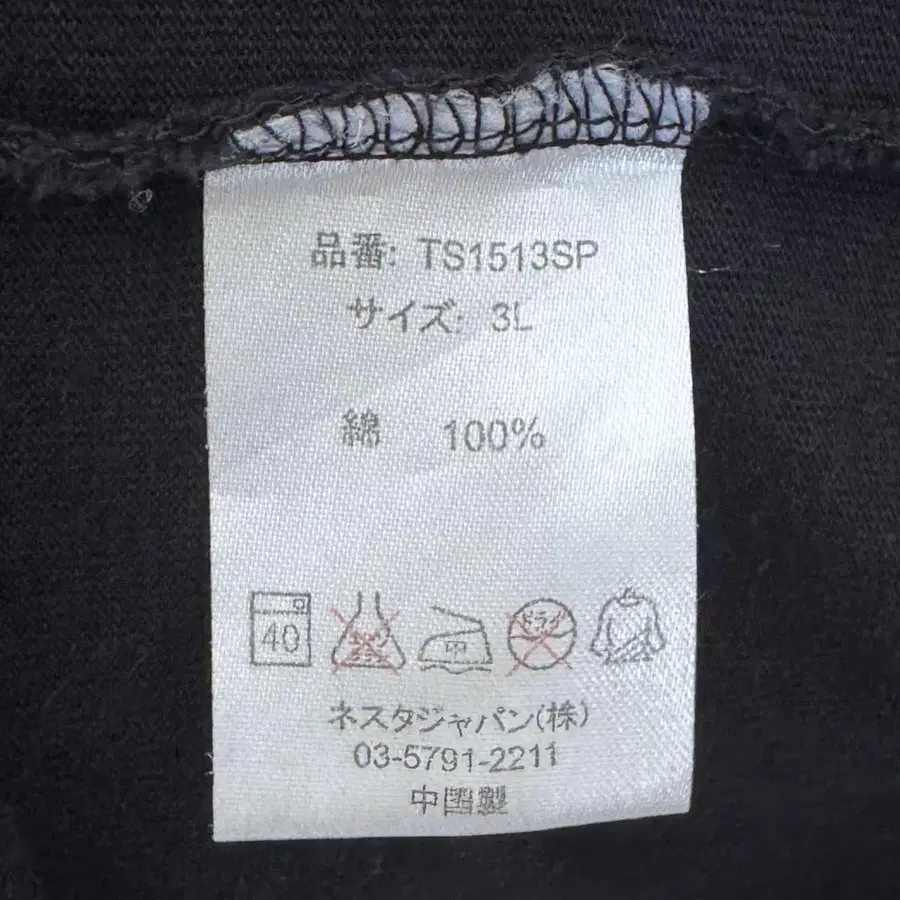 品番: TS1513SP
サイズ: 3L
綿 100%
40 中 ドライ
ネスタジャパン(株)
03-5791-2211
中国製